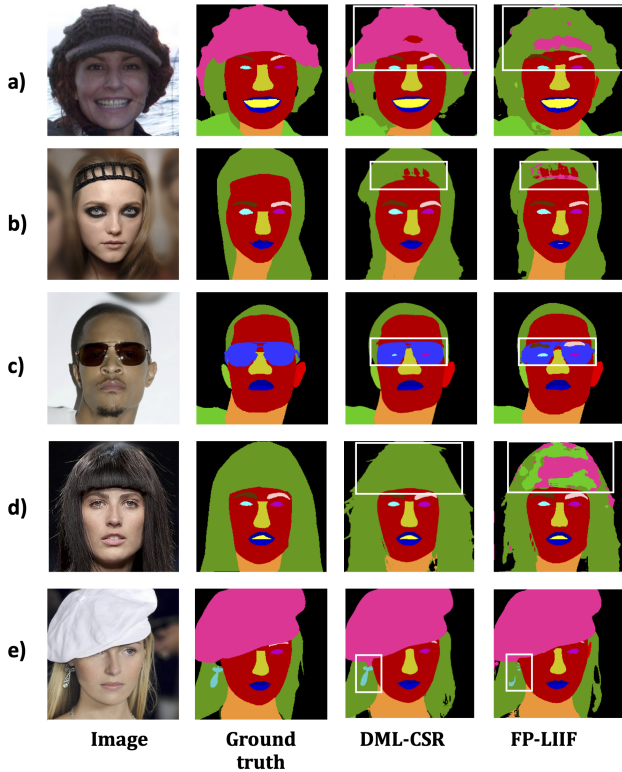 a)
b)
c)
d)
e)
Image
Ground
truth
DML-CSR
FP-LIIF